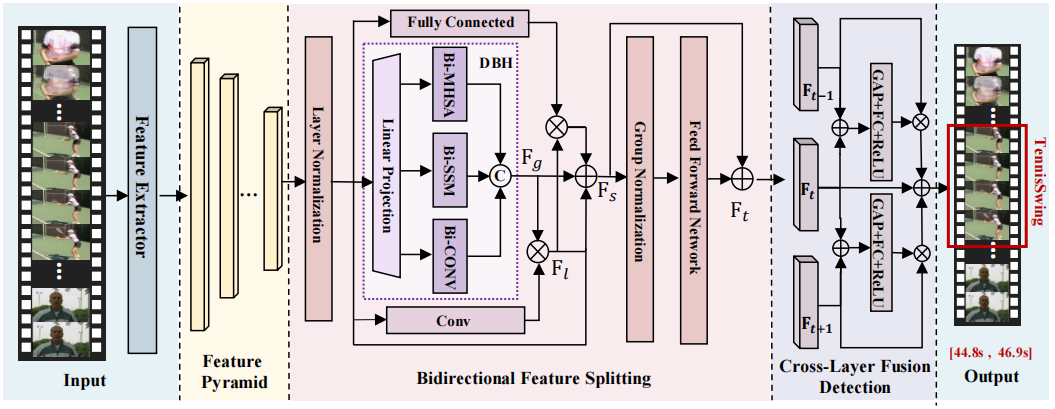 Input
Feature Extractor
Feature
Pyramid
...
Layer Normalization
Fully Connected
DBH
Linear Projection
Bi-MHSA
Bi-SSM
Bi-CONV
C
Conv
F_g
F_l
F_s
Group Normalization
Feed Forward Network
F_t
Bidirectional Feature Splitting
F_{t-1}
F_t
F_{t+1}
GAP+FC+ReLU
GAP+FC+ReLU
Cross-Layer Fusion
Detection
TennisSwing
[44.8s , 46.9s]
Output